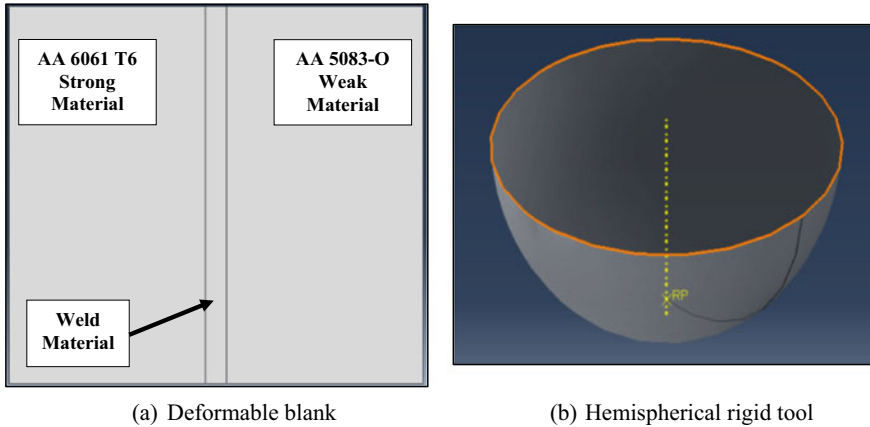 AA 6061 T6
Strong
Material
AA 5083-O
Weak
Material
Weld
Material
RP
(a) Deformable blank
(b) Hemispherical rigid tool